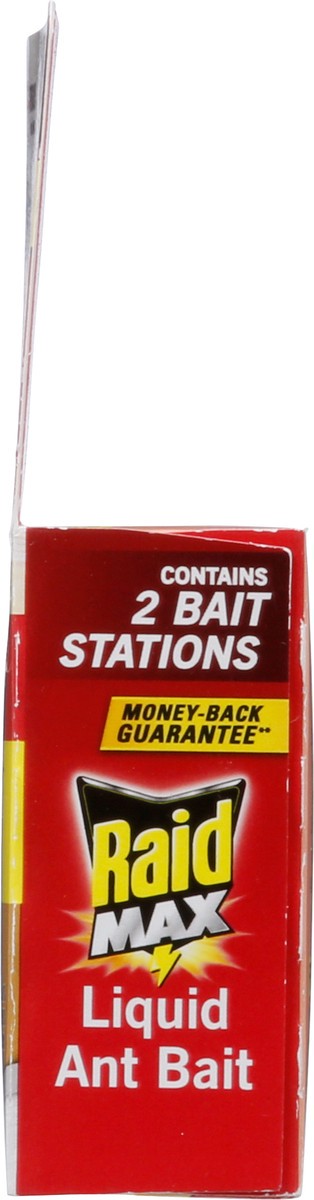 CONTAINS
2 BAIT
STATIONS
MONEY-BACK
GUARANTEE••
Raid
MAX
Liquid
Ant Bait